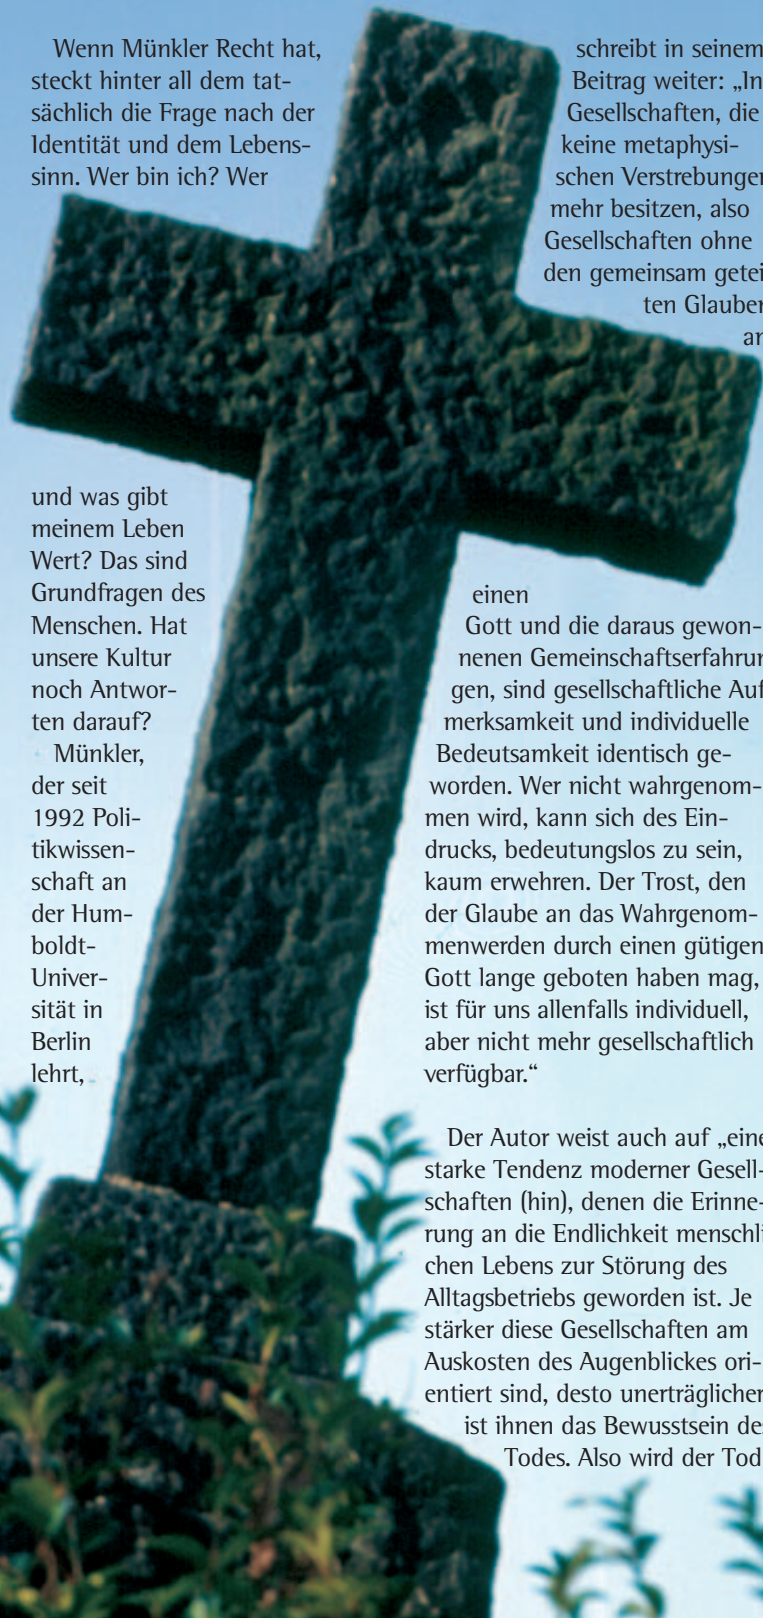 Wenn Münkler Recht hat,
steckt hinter all dem tat-
sächlich die Frage nach der
Identität und dem Lebens-
sinn. Wer bin ich? Wer
und was gibt
meinem Leben
Wert? Das sind
Grundfragen des
Menschen. Hat
unsere Kultur
noch Antwor-
ten darauf?
Münkler,
der seit
1992 Poli-
tikwissen-
schaft an
der Hum-
boldt-
Univer-
sität in
Berlin
lehrt,
schreibt in seinem
Beitrag weiter: „In
Gesellschaften, die
keine metaphysi-
schen Verstrebungen
mehr besitzen, also
Gesellschaften ohne
den gemeinsam getei
ten Glauben
an
einen
Gott und die daraus gewon-
nenen Gemeinschaftserfahrun
gen, sind gesellschaftliche Auf
merksamkeit und individuelle
Bedeutsamkeit identisch ge-
worden. Wer nicht wahrgenom-
men wird, kann sich des Ein-
drucks, bedeutungslos zu sein,
kaum erwehren. Der Trost, den
der Glaube an das Wahrgenom-
menwerden durch einen gütigen
Gott lange geboten haben mag,
ist für uns allenfalls individuell,
aber nicht mehr gesellschaftlich
verfügbar.“
Der Autor weist auch auf „eine
starke Tendenz moderner Gesell-
schaften (hin), denen die Erinne-
rung an die Endlichkeit menschli
chen Lebens zur Störung des
Alltagsbetriebs geworden ist. Je
stärker diese Gesellschaften am
Auskosten des Augenblickes ori-
entiert sind, desto unerträglicher
ist ihnen das Bewusstsein des
Todes. Also wird der Tod